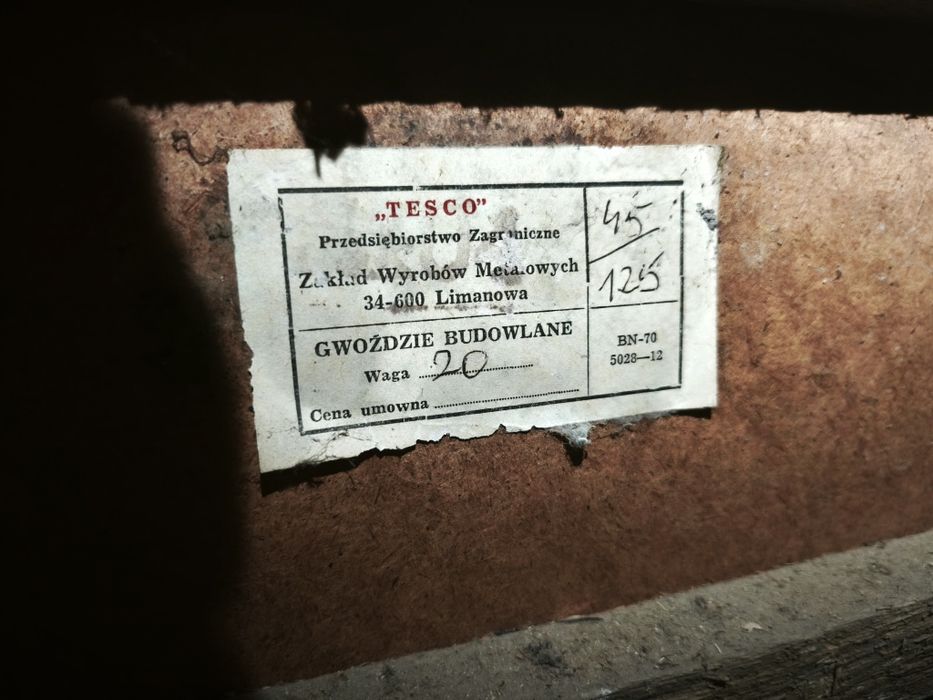 „TESCO”
Przedsiębiorstwo Zagraniczne
Zakład Wyrobów Metalowych
34-600 Limanowa
45
125
GWOŹDZIE BUDOWLANE
Waga 20
Cena umowna
BN-70
5028—12